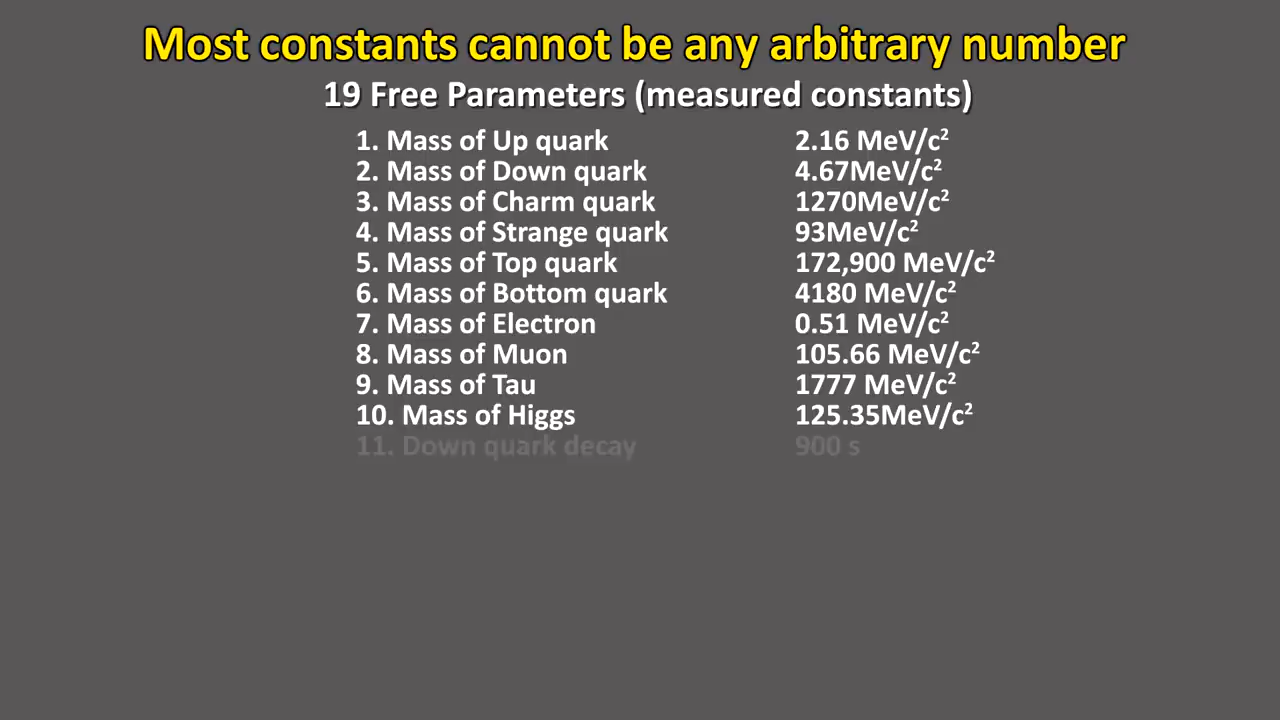 Most constants cannot be any arbitrary number
19 Free Parameters (measured constants)
1. Mass of Up quark 2.16 MeV/c²
2. Mass of Down quark 4.67MeV/c²
3. Mass of Charm quark 1270MeV/c²
4. Mass of Strange quark 93MeV/c²
5. Mass of Top quark 172,900 MeV/c²
6. Mass of Bottom quark 4180 MeV/c²
7. Mass of Electron 0.51 MeV/c²
8. Mass of Muon 105.66 MeV/c²
9. Mass of Tau 1777 MeV/c²
10. Mass of Higgs 125.35MeV/c²
11. Down quark decay 900 s